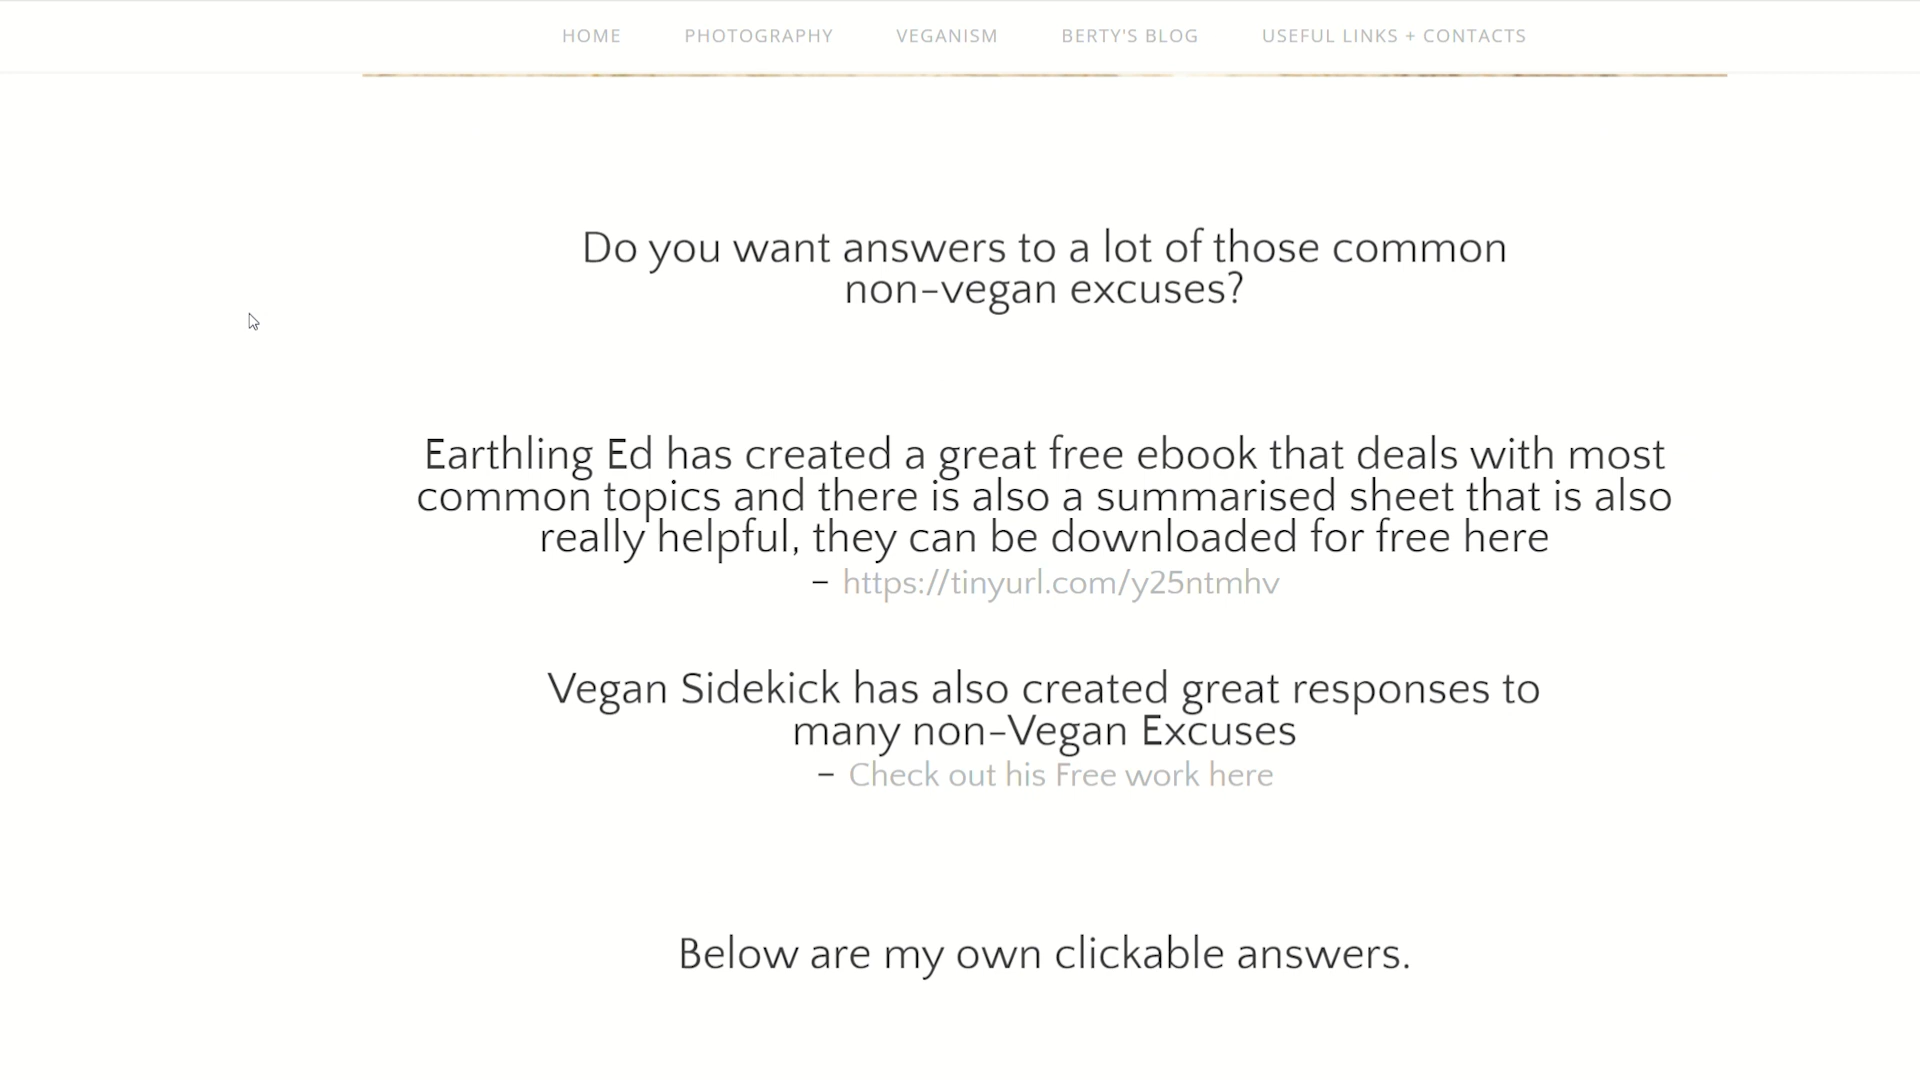 HOME PHOTOGRAPHY VEGANISM BERTY'S BLOG USEFUL LINKS + CONTACTS
Do you want answers to a lot of those common
non-vegan excuses?
Earthling Ed has created a great free ebook that deals with most
common topics and there is also a summarised sheet that is also
really helpful, they can be downloaded for free here
- https://tinyurl.com/y25ntmhv
Vegan Sidekick has also created great responses to
many non-Vegan Excuses
- Check out his Free work here
Below are my own clickable answers.